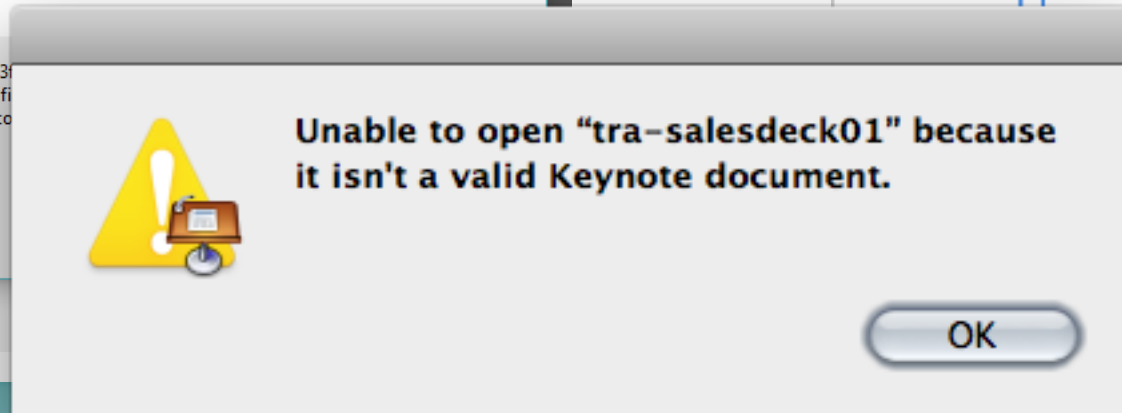 Unable to open “tra-salesdeck01” because
it isn't a valid Keynote document.
OK